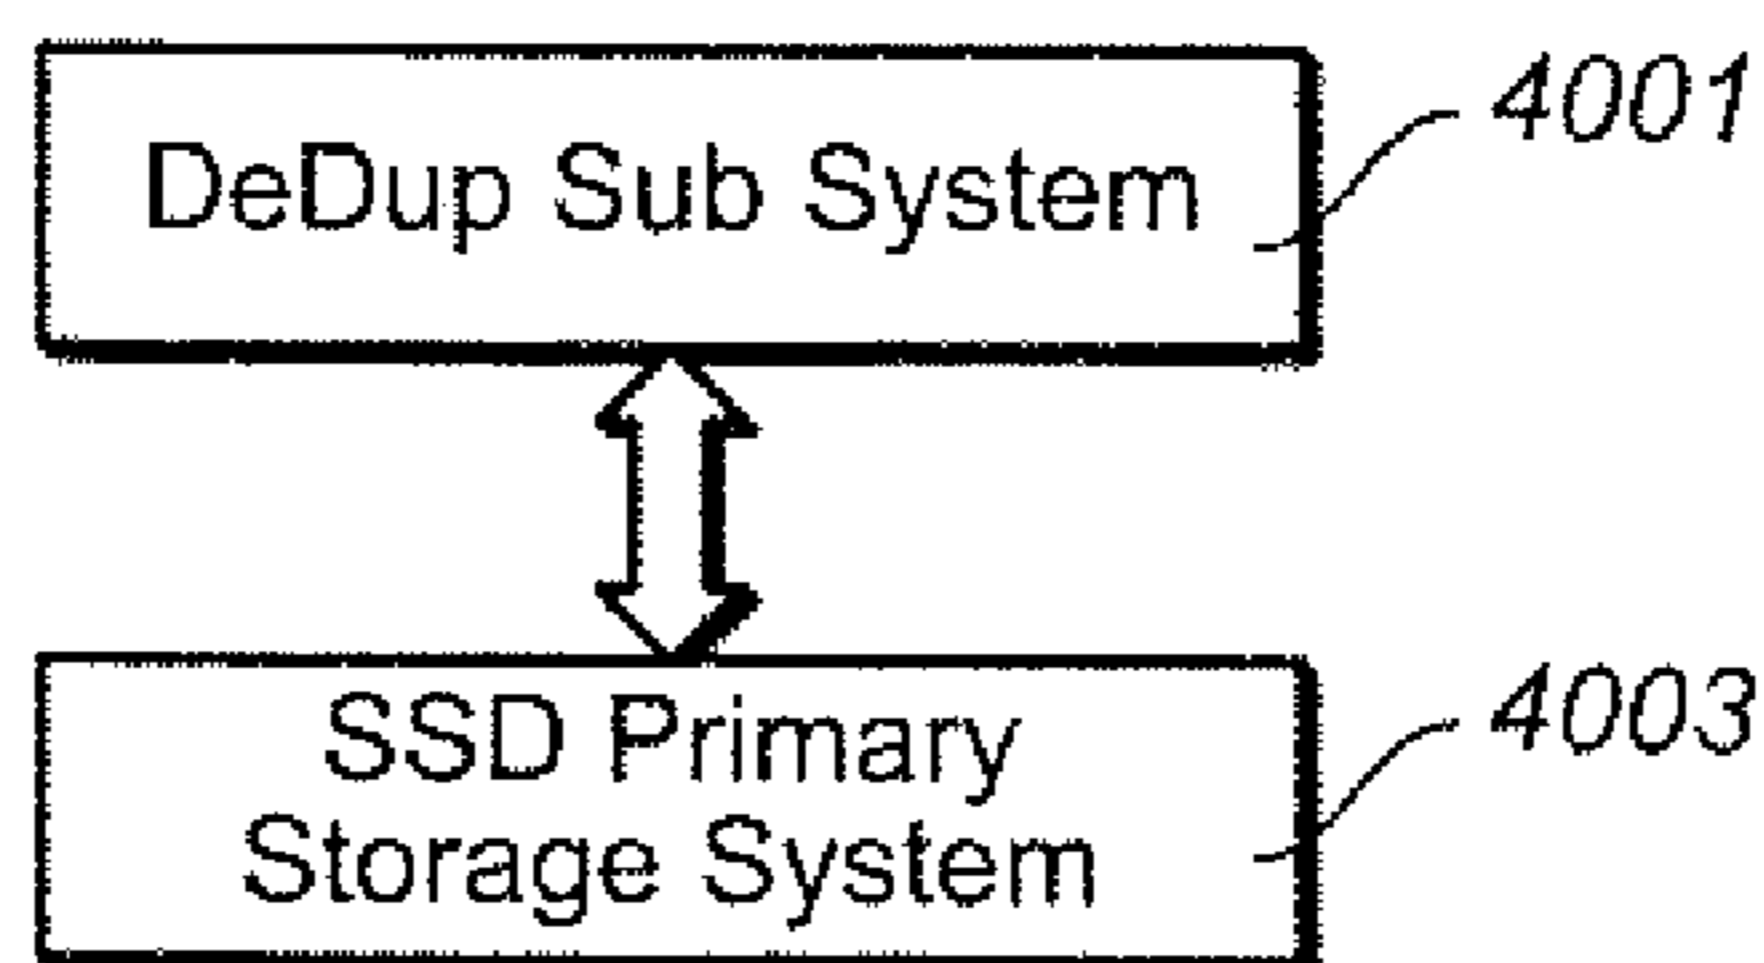 DeDup Sub System
4001
SSD Primary
Storage System
4003